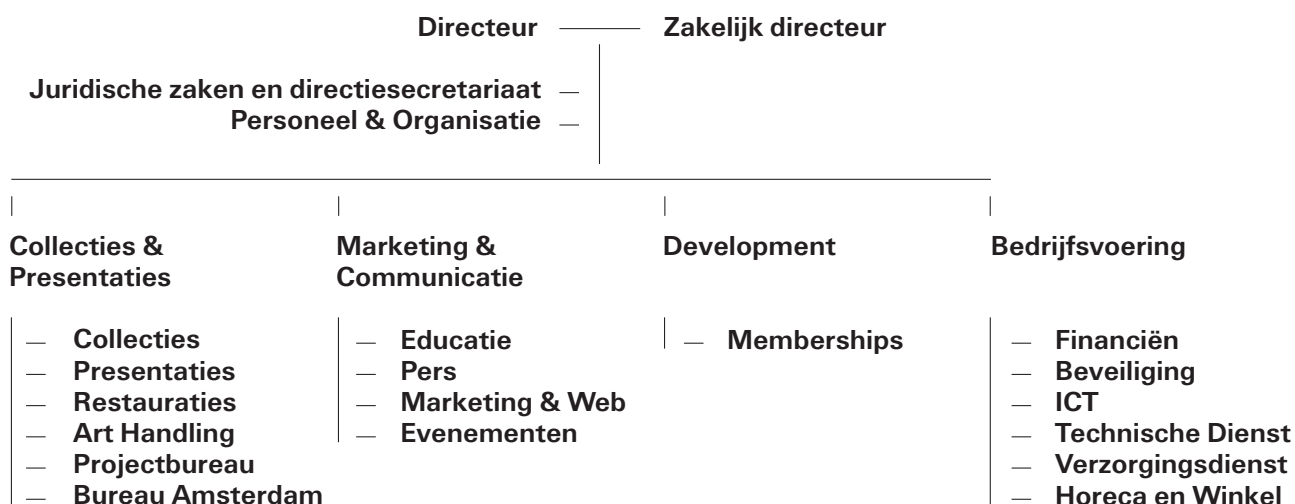 Directeur Zakelijk directeur
Juridische zaken en directiesecretariaat
Personeel & Organisatie
Collecties &
Presentaties
Marketing &
Communicatie
Development
Bedrijfsvoering
Collecties
Presentaties
Restauraties
Art Handling
Projectbureau
Bureau Amsterdam
Educatie
Pers
Marketing & Web
Evenementen
Memberships
Financiën
Beveiliging
ICT
Technische Dienst
Verzorgingsdienst
Horeca en Winkel